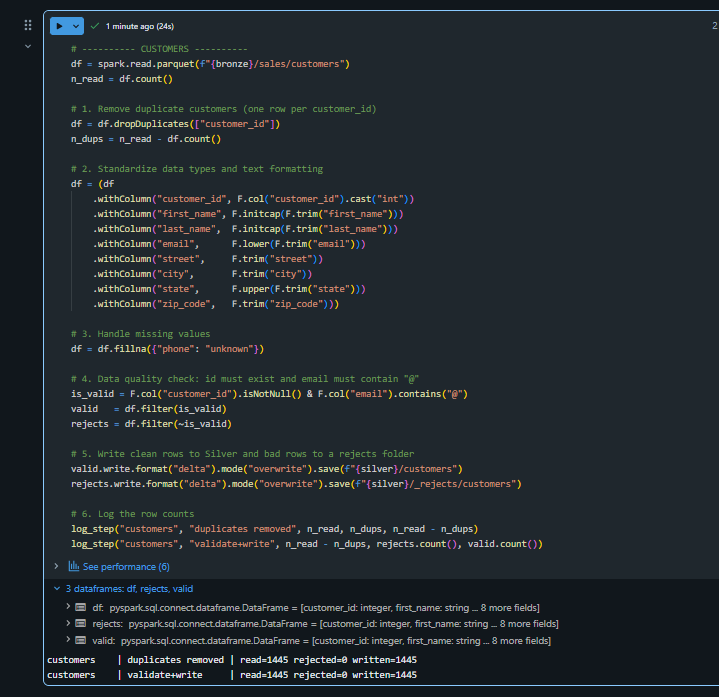 1 minute ago (24s)
2
# ---------- CUSTOMERS ----------
df = spark.read.parquet(f"{bronze}/sales/customers")
n_read = df.count()
# 1. Remove duplicate customers (one row per customer_id)
df = df.dropDuplicates(["customer_id"])
n_dups = n_read - df.count()
# 2. Standardize data types and text formatting
df = (df
    .withColumn("customer_id", F.col("customer_id").cast("int"))
    .withColumn("first_name", F.initcap(F.trim("first_name")))
    .withColumn("last_name",  F.initcap(F.trim("last_name")))
    .withColumn("email",      F.lower(F.trim("email")))
    .withColumn("street",     F.trim("street"))
    .withColumn("city",       F.trim("city"))
    .withColumn("state",      F.upper(F.trim("state")))
    .withColumn("zip_code",   F.trim("zip_code")))
# 3. Handle missing values
df = df.fillna({"phone": "unknown"})
# 4. Data quality check: id must exist and email must contain "@"
is_valid = F.col("customer_id").isNotNull() & F.col("email").contains("@")
valid   = df.filter(is_valid)
rejects = df.filter(~is_valid)
# 5. Write clean rows to Silver and bad rows to a rejects folder
valid.write.format("delta").mode("overwrite").save(f"{silver}/customers")
rejects.write.format("delta").mode("overwrite").save(f"{silver}/_rejects/customers")
# 6. Log the row counts
log_step("customers", "duplicates removed", n_read, n_dups, n_read - n_dups)
log_step("customers", "validate+write", n_read - n_dups, rejects.count(), valid.count())
See performance (6)
3 dataframes: df, rejects, valid
df: pyspark.sql.connect.dataframe.DataFrame = [customer_id: integer, first_name: string ... 8 more fields]
rejects: pyspark.sql.connect.dataframe.DataFrame = [customer_id: integer, first_name: string ... 8 more fields]
valid: pyspark.sql.connect.dataframe.DataFrame = [customer_id: integer, first_name: string ... 8 more fields]
customers    | duplicates removed | read=1445 rejected=0 written=1445
customers    | validate+write     | read=1445 rejected=0 written=1445